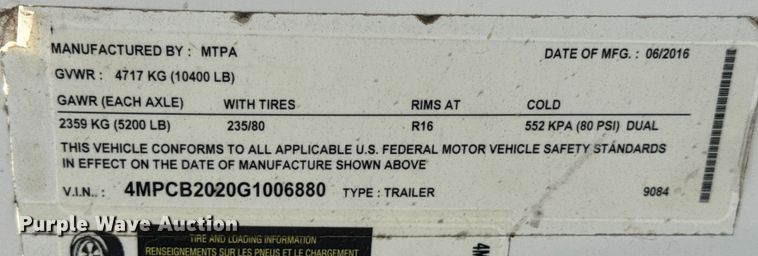 MANUFACTURED BY : MTPA DATE OF MFG. : 06/2016
GVWR : 4717 KG (10400 LB)
GAWR (EACH AXLE) WITH TIRES RIMS AT COLD
2359 KG (5200 LB) 235/80 R16 552 KPA (80 PSI) DUAL
THIS VEHICLE CONFORMS TO ALL APPLICABLE U.S. FEDERAL MOTOR VEHICLE SAFETY STANDARDS
IN EFFECT ON THE DATE OF MANUFACTURE SHOWN ABOVE
V.I.N.. : 4MPCB2020G1006880 TYPE : TRAILER 9084
Purple Wave Auction
TIRE AND LOADING INFORMATION
RENSEIGNEMENTS SUR LES PNEUS ET LE CHARGEMENT
4M